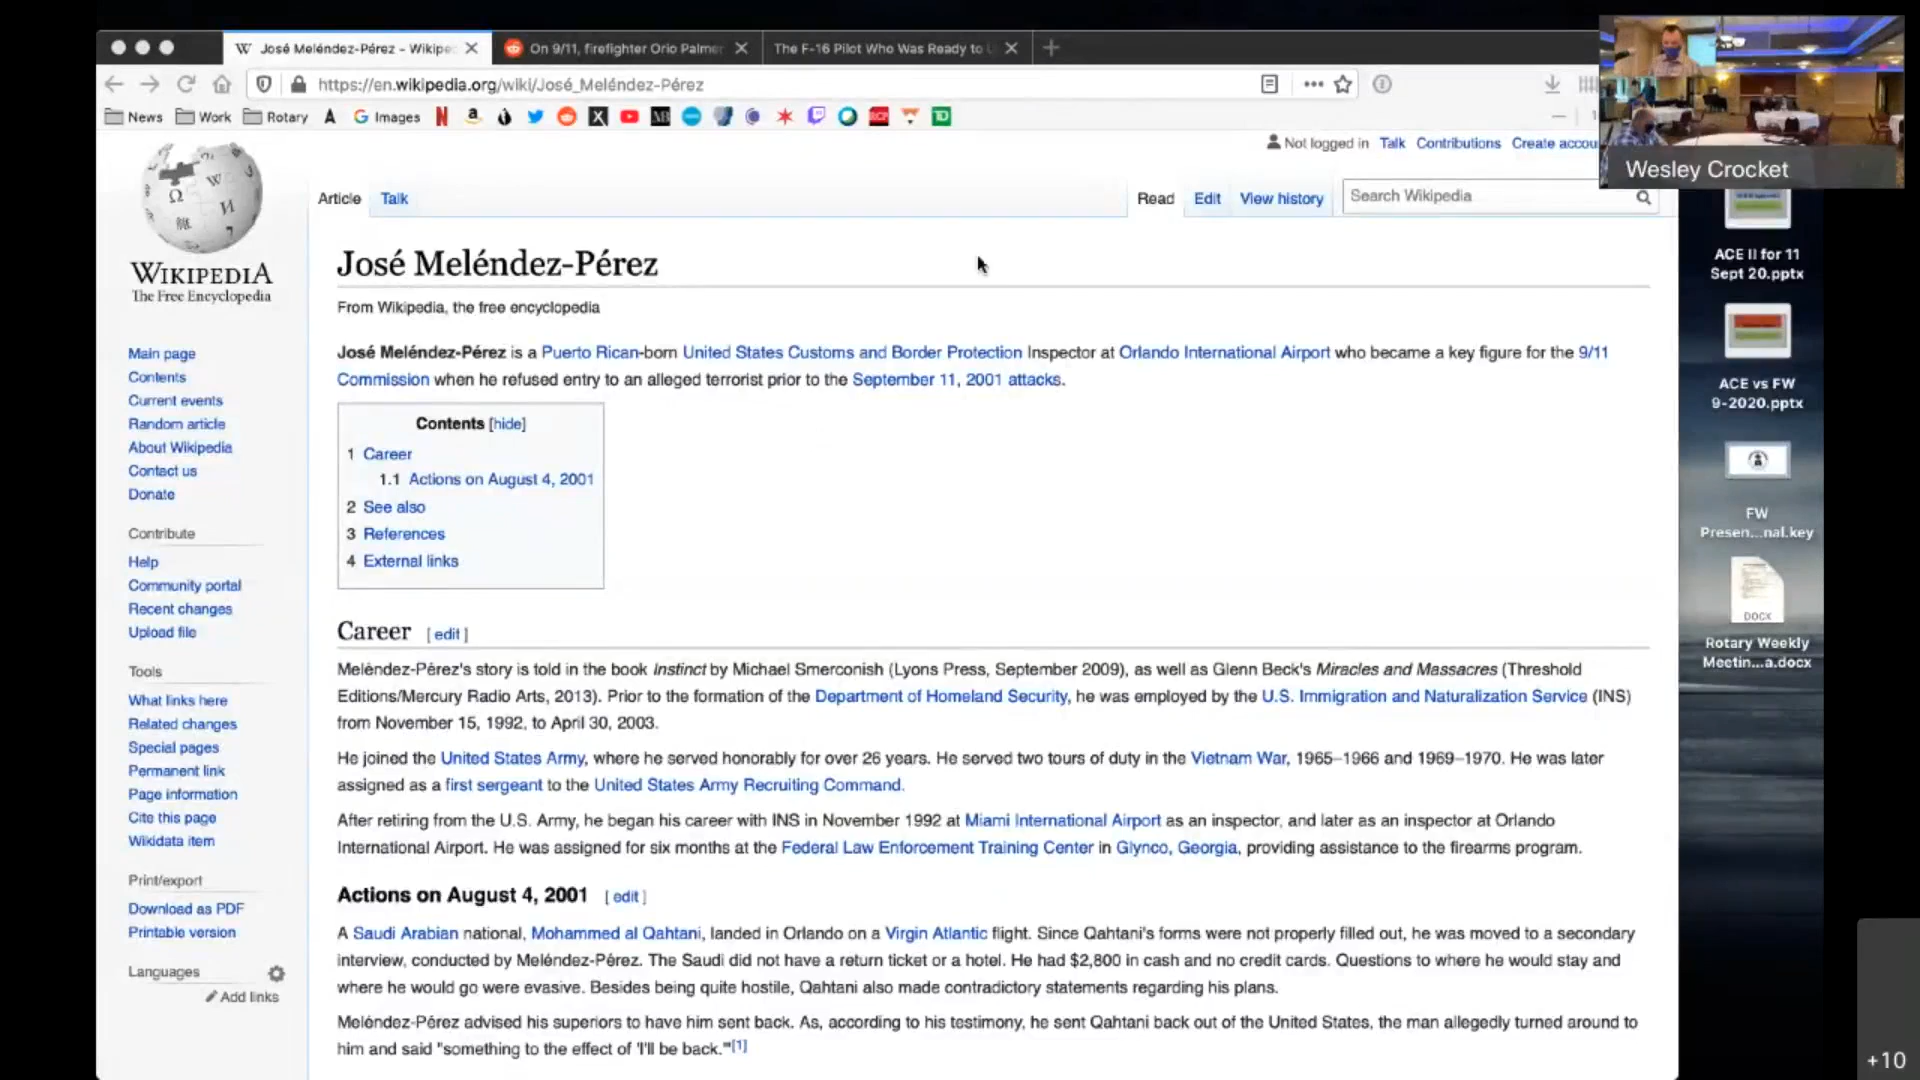 José Meléndez-Pérez - Wikipe
On 9/11, firefighter Orio Palmer
The F-16 Pilot Who Was Ready to
https://en.wikipedia.org/wiki/José_Meléndez-Pérez
News Work Rotary Images
Wesley Crocket
Not logged in Talk Contributions Create accou
Article Talk Read Edit View history Search Wikipedia
WIKIPEDIA
The Free Encyclopedia
Main page
Contents
Current events
Random article
About Wikipedia
Contact us
Donate
Contribute
Help
Community portal
Recent changes
Upload file
Tools
What links here
Related changes
Special pages
Permanent link
Page information
Cite this page
Wikidata item
Print/export
Download as PDF
Printable version
Languages
Add links
José Meléndez-Pérez
From Wikipedia, the free encyclopedia
José Meléndez-Pérez is a Puerto Rican-born United States Customs and Border Protection Inspector at Orlando International Airport who became a key figure for the 9/11
Commission when he refused entry to an alleged terrorist prior to the September 11, 2001 attacks.
Contents [hide]
1 Career
1.1 Actions on August 4, 2001
2 See also
3 References
4 External links
Career [ edit ]
Meléndez-Pérez's story is told in the book Instinct by Michael Smerconish (Lyons Press, September 2009), as well as Glenn Beck's Miracles and Massacres (Threshold
Editions/Mercury Radio Arts, 2013). Prior to the formation of the Department of Homeland Security, he was employed by the U.S. Immigration and Naturalization Service (INS)
from November 15, 1992, to April 30, 2003.
He joined the United States Army, where he served honorably for over 26 years. He served two tours of duty in the Vietnam War, 1965–1966 and 1969–1970. He was later
assigned as a first sergeant to the United States Army Recruiting Command.
After retiring from the U.S. Army, he began his career with INS in November 1992 at Miami International Airport as an inspector, and later as an inspector at Orlando
International Airport. He was assigned for six months at the Federal Law Enforcement Training Center in Glynco, Georgia, providing assistance to the firearms program.
Actions on August 4, 2001 [ edit ]
A Saudi Arabian national, Mohammed al Qahtani, landed in Orlando on a Virgin Atlantic flight. Since Qahtani's forms were not properly filled out, he was moved to a secondary
interview, conducted by Meléndez-Pérez. The Saudi did not have a return ticket or a hotel. He had $2,800 in cash and no credit cards. Questions to where he would stay and
where he would go were evasive. Besides being quite hostile, Qahtani also made contradictory statements regarding his plans.
Meléndez-Pérez advised his superiors to have him sent back. As, according to his testimony, he sent Qahtani back out of the United States, the man allegedly turned around to
him and said "something to the effect of 'I'll be back.'"[1]
ACE II for 11
Sept 20.pptx
ACE vs FW
9-2020.pptx
FW
Presen...nal.key
DOCX
Rotary Weekly
Meetin...a.docx
+10